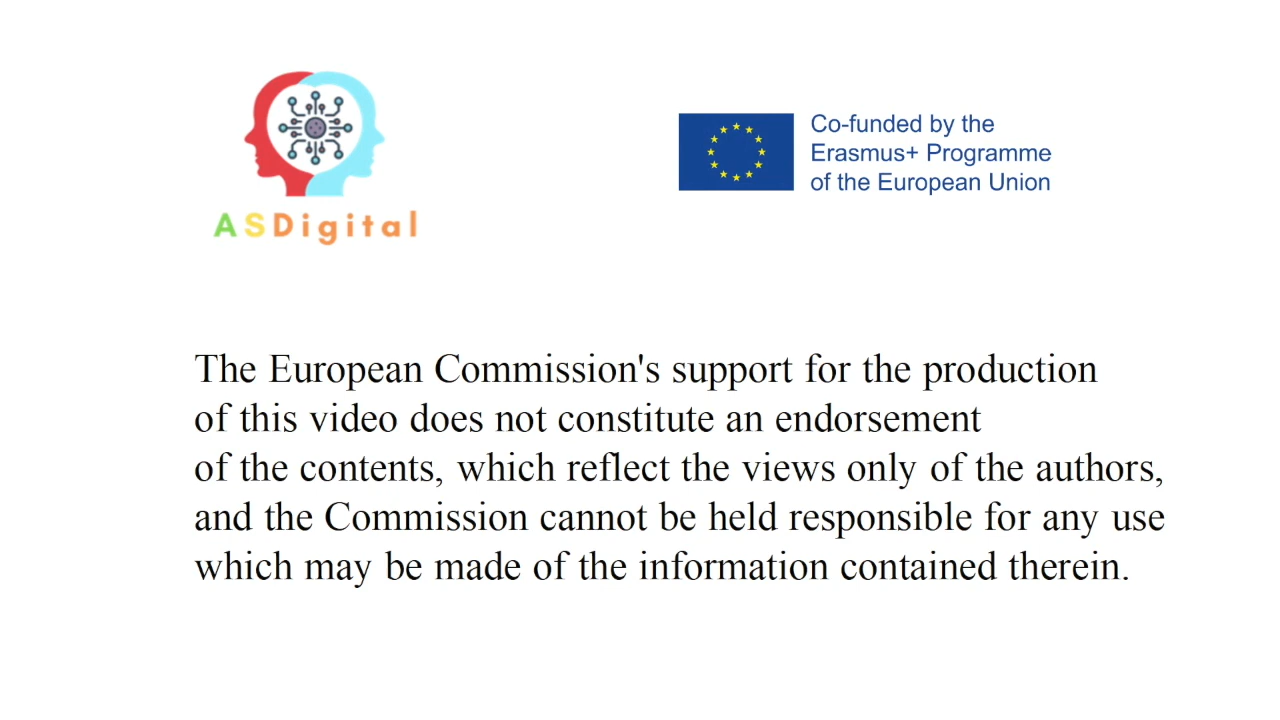 ASDigital
Co-funded by the
Erasmus+ Programme
of the European Union
The European Commission's support for the production
of this video does not constitute an endorsement
of the contents, which reflect the views only of the authors,
and the Commission cannot be held responsible for any use
which may be made of the information contained therein.